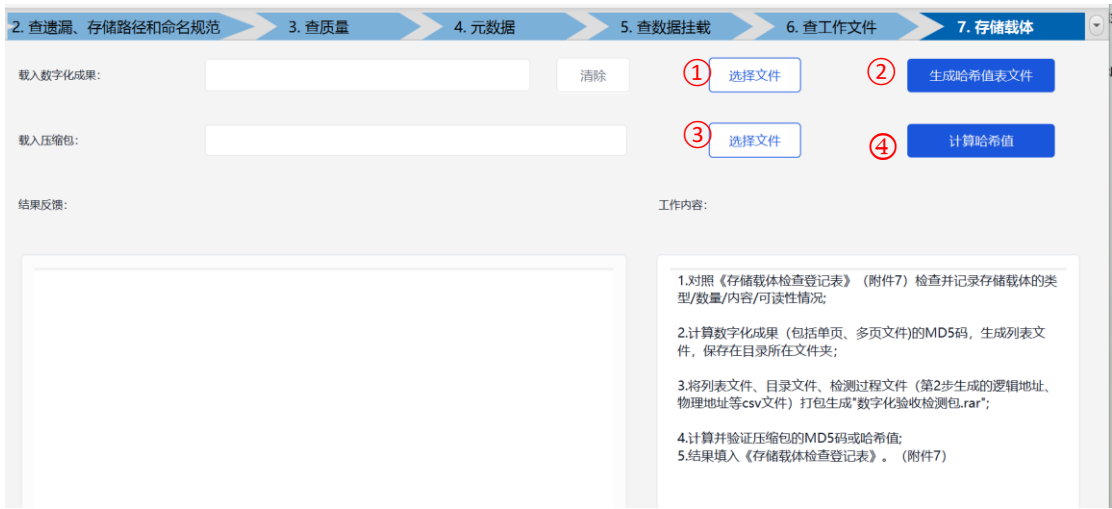 2. 查遗漏、存储路径和命名规范
3. 查质量
4. 元数据
5. 查数据挂载
6. 查工作文件
7. 存储载体
载入数字化成果：
清除
① 选择文件
② 生成哈希值表文件
载入压缩包：
③ 选择文件
④ 计算哈希值
结果反馈：
工作内容：
1.对照《存储载体检查登记表》（附件7）检查并记录存储载体的类
型/数量/内容/可读性情况;
2.计算数字化成果（包括单页、多页文件)的MD5码，生成列表文
件，保存在目录所在文件夹；
3.将列表文件、目录文件、检测过程文件（第2步生成的逻辑地址、
物理地址等csv文件）打包生成"数字化验收检测包.rar";
4.计算并验证压缩包的MD5码或哈希值;
5.结果填入《存储载体检查登记表》。（附件7）